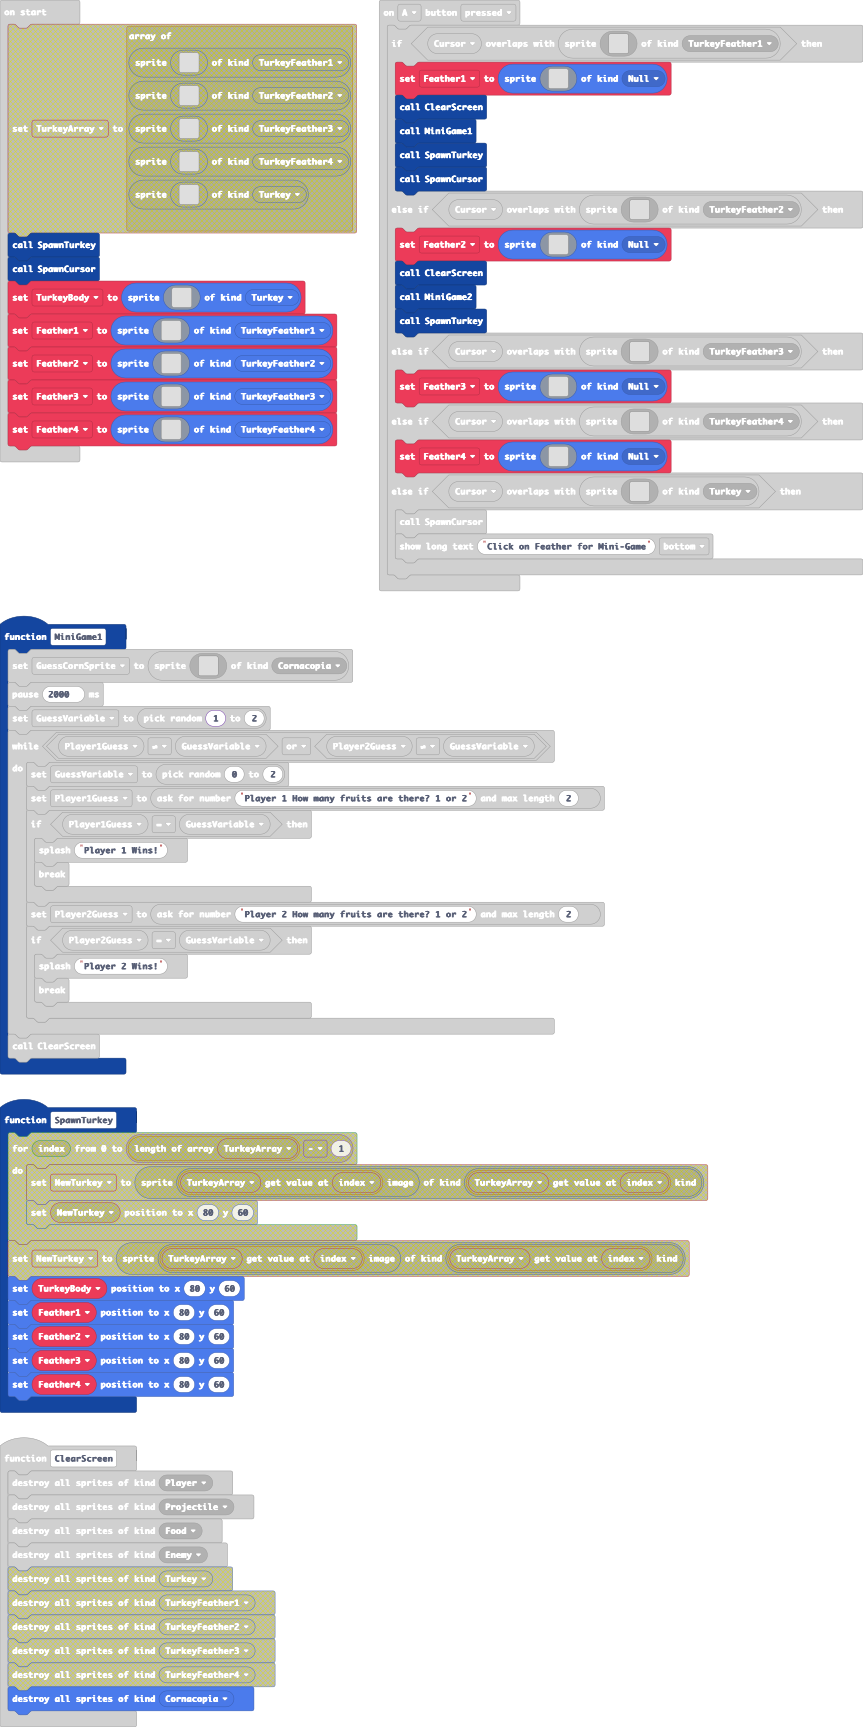 on start
set TurkeyArray to
array of
sprite of kind TurkeyFeather1
sprite of kind TurkeyFeather2
sprite of kind TurkeyFeather3
sprite of kind TurkeyFeather4
sprite of kind Turkey
call SpawnTurkey
call SpawnCursor
set TurkeyBody to sprite of kind Turkey
set Feather1 to sprite of kind TurkeyFeather1
set Feather2 to sprite of kind TurkeyFeather2
set Feather3 to sprite of kind TurkeyFeather3
set Feather4 to sprite of kind TurkeyFeather4
on A button pressed
if Cursor overlaps with sprite of kind TurkeyFeather1 then
set Feather1 to sprite of kind Null
call ClearScreen
call MiniGame1
call SpawnTurkey
call SpawnCursor
else if Cursor overlaps with sprite of kind TurkeyFeather2 then
set Feather2 to sprite of kind Null
call ClearScreen
call MiniGame2
call SpawnTurkey
else if Cursor overlaps with sprite of kind TurkeyFeather3 then
set Feather3 to sprite of kind Null
else if Cursor overlaps with sprite of kind TurkeyFeather4 then
set Feather4 to sprite of kind Null
else if Cursor overlaps with sprite of kind Turkey then
call SpawnCursor
show long text "Click on Feather for Mini-Game" bottom
function MiniGame1
set GuessCornSprite to sprite of kind Cornacopia
pause 2000 ms
set GuessVariable to pick random 1 to 2
while Player1Guess ≠ GuessVariable or Player2Guess ≠ GuessVariable
do
set GuessVariable to pick random 0 to 2
set Player1Guess to ask for number "Player 1 How many fruits are there? 1 or 2" and max length 2
if Player1Guess = GuessVariable then
splash "Player 1 Wins!"
break
set Player2Guess to ask for number "Player 2 How many fruits are there? 1 or 2" and max length 2
if Player2Guess = GuessVariable then
splash "Player 2 Wins!"
break
call ClearScreen
function SpawnTurkey
for index from 0 to length of array TurkeyArray - 1
do
set NewTurkey to sprite TurkeyArray get value at index image of kind TurkeyArray get value at index kind
set NewTurkey position to x 80 y 60
set NewTurkey to sprite TurkeyArray get value at index image of kind TurkeyArray get value at index kind
set TurkeyBody position to x 80 y 60
set Feather1 position to x 80 y 60
set Feather2 position to x 80 y 60
set Feather3 position to x 80 y 60
set Feather4 position to x 80 y 60
function ClearScreen
destroy all sprites of kind Player
destroy all sprites of kind Projectile
destroy all sprites of kind Food
destroy all sprites of kind Enemy
destroy all sprites of kind Turkey
destroy all sprites of kind TurkeyFeather1
destroy all sprites of kind TurkeyFeather2
destroy all sprites of kind TurkeyFeather3
destroy all sprites of kind TurkeyFeather4
destroy all sprites of kind Cornacopia